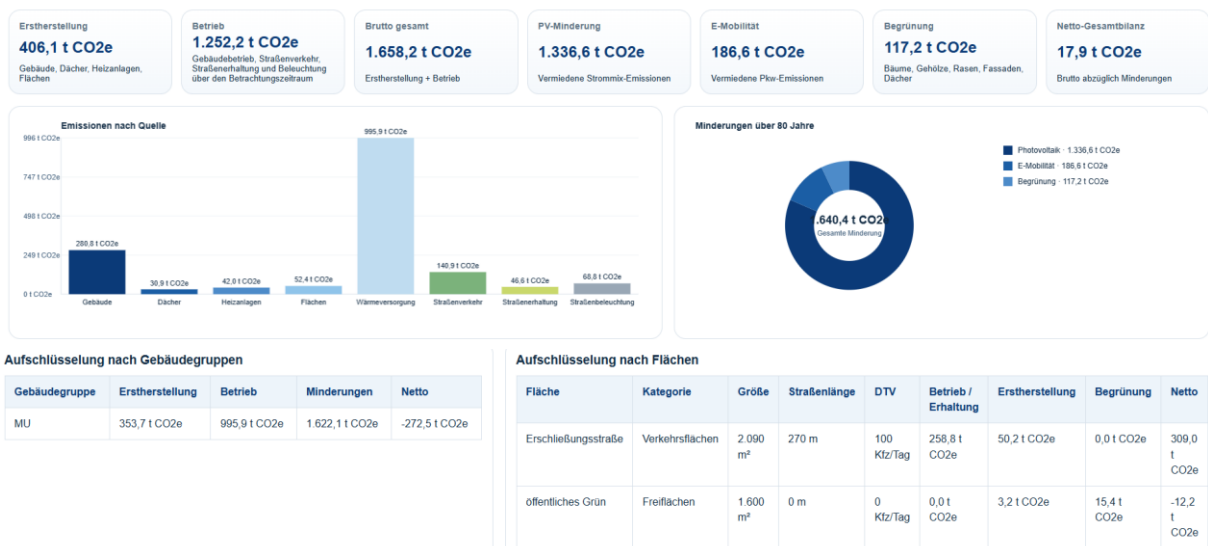 Erstherstellung
406,1 t CO2e
Gebäude, Dächer, Heizanlagen,
Flächen
Betrieb
1.252,2 t CO2e
Gebäudebetrieb, Straßenverkehr,
Straßenerhaltung und Beleuchtung
über den Betrachtungszeitraum
Brutto gesamt
1.658,2 t CO2e
Erstherstellung + Betrieb
PV-Minderung
1.336,6 t CO2e
Vermiedene Strommix-Emissionen
E-Mobilität
186,6 t CO2e
Vermiedene Pkw-Emissionen
Begrünung
117,2 t CO2e
Bäume, Gehölze, Rasen, Fassaden,
Dächer
Netto-Gesamtbilanz
17,9 t CO2e
Brutto abzüglich Minderungen
Emissionen nach Quelle
996 t CO2e
747 t CO2e
498 t CO2e
249 t CO2e
0 t CO2e
280,8 t CO2e
30,9 t CO2e
42,0 t CO2e
52,4 t CO2e
995,9 t CO2e
140,9 t CO2e
46,6 t CO2e
68,8 t CO2e
Gebäude
Dächer
Heizanlagen
Flächen
Wärmeversorgung
Straßenverkehr
Straßenerhaltung
Straßenbeleuchtung
Minderungen über 80 Jahre
.640,4 t CO2e
Gesamte Minderung
Photovoltaik · 1.336,6 t CO2e
E-Mobilität · 186,6 t CO2e
Begrünung · 117,2 t CO2e
Aufschlüsselung nach Gebäudegruppen
Gebäudegruppe Erstherstellung Betrieb Minderungen Netto
MU 353,7 t CO2e 995,9 t CO2e 1.622,1 t CO2e -272,5 t CO2e
Aufschlüsselung nach Flächen
Fläche Kategorie Größe Straßenlänge DTV Betrieb / Erstherstellung Begrünung Netto
Erhaltung
Erschließungsstraße Verkehrsflächen 2.090 270 m 100 258,8 t 50,2 t CO2e 0,0 t CO2e 309,0
m² Kfz/Tag CO2e t
CO2e
öffentliches Grün Freiflächen 1.600 0 m 0 0,0 t 3,2 t CO2e 15,4 t -12,2
m² Kfz/Tag CO2e CO2e t
CO2e